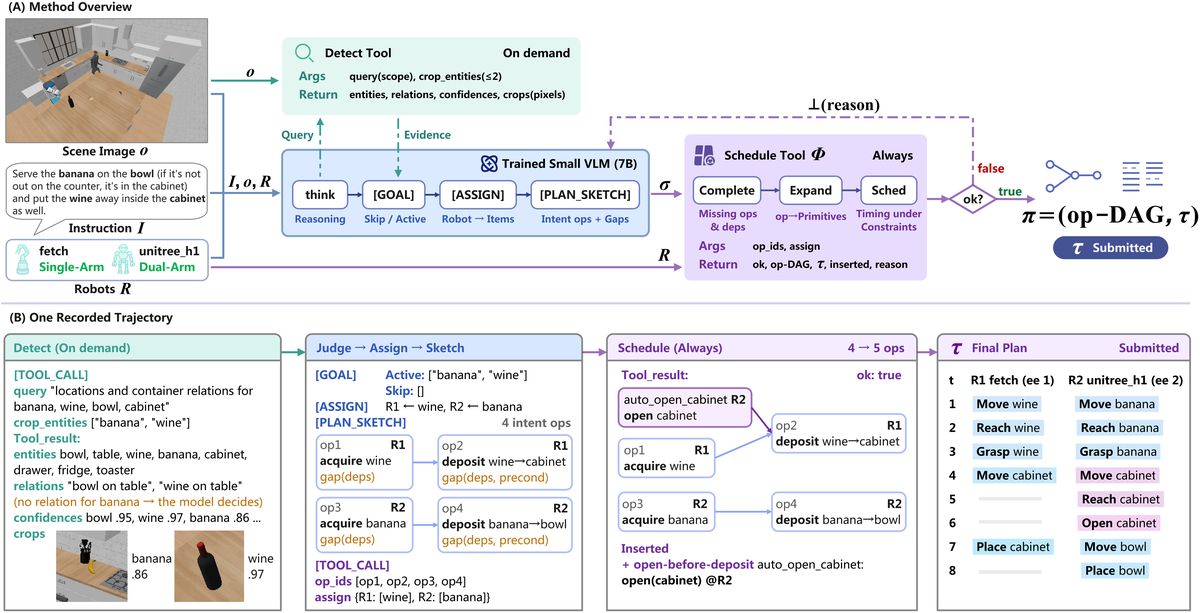 (A) Method Overview
Scene Image o
Serve the banana on the bowl (if it's not
out on the counter, it's in the cabinet)
and put the wine away inside the cabinet
as well.
Instruction I
fetch
Single-Arm
unitree_h1
Dual-Arm
Robots R
o
I, o, R
R
Detect Tool On demand
Args query(scope), crop_entities(≤2)
Return entities, relations, confidences, crops(pixels)
Query
Evidence
Trained Small VLM (7B)
think
Reasoning
[GOAL]
Skip / Active
[ASSIGN]
Robot → Items
[PLAN_SKETCH]
Intent ops + Gaps
σ
⊥(reason)
Schedule Tool Φ Always
Complete
Missing ops
& deps
Expand
op→Primitives
Sched
Timing under
Constraints
Args op_ids, assign
Return ok, op-DAG, τ, inserted, reason
ok?
false
true
π=(op-DAG, τ)
τ Submitted
(B) One Recorded Trajectory
Detect (On demand)
[TOOL_CALL]
query "locations and container relations for
banana, wine, bowl, cabinet"
crop_entities ["banana", "wine"]
Tool_result:
entities bowl, table, wine, banana, cabinet,
drawer, fridge, toaster
relations "bowl on table", "wine on table"
(no relation for banana → the model decides)
confidences bowl .95, wine .97, banana .86 ...
crops
banana
.86
wine
.97
Judge → Assign → Sketch
[GOAL] Active: ["banana", "wine"]
Skip: []
[ASSIGN] R1 ← wine, R2 ← banana
[PLAN_SKETCH] 4 intent ops
op1 R1
acquire wine
gap(deps)
op2 R1
deposit wine→cabinet
gap(deps, precond)
op3 R2
acquire banana
gap(deps)
op4 R2
deposit banana→bowl
gap(deps, precond)
[TOOL_CALL]
op_ids [op1, op2, op3, op4]
assign {R1: [wine], R2: [banana]}
Schedule (Always) 4 → 5 ops
Tool_result: ok: true
auto_open_cabinet R2
open cabinet
op1 R1
acquire wine
op2 R1
deposit wine→cabinet
op3 R2
acquire banana
op4 R2
deposit banana→bowl
Inserted
+ open-before-deposit auto_open_cabinet:
open(cabinet) @R2
τ Final Plan Submitted
t R1 fetch (ee 1) R2 unitree_h1 (ee 2)
1 Move wine Move banana
2 Reach wine Reach banana
3 Grasp wine Grasp banana
4 Move cabinet Move cabinet
5 Reach cabinet
6 Open cabinet
7 Place cabinet Move bowl
8 Place bowl